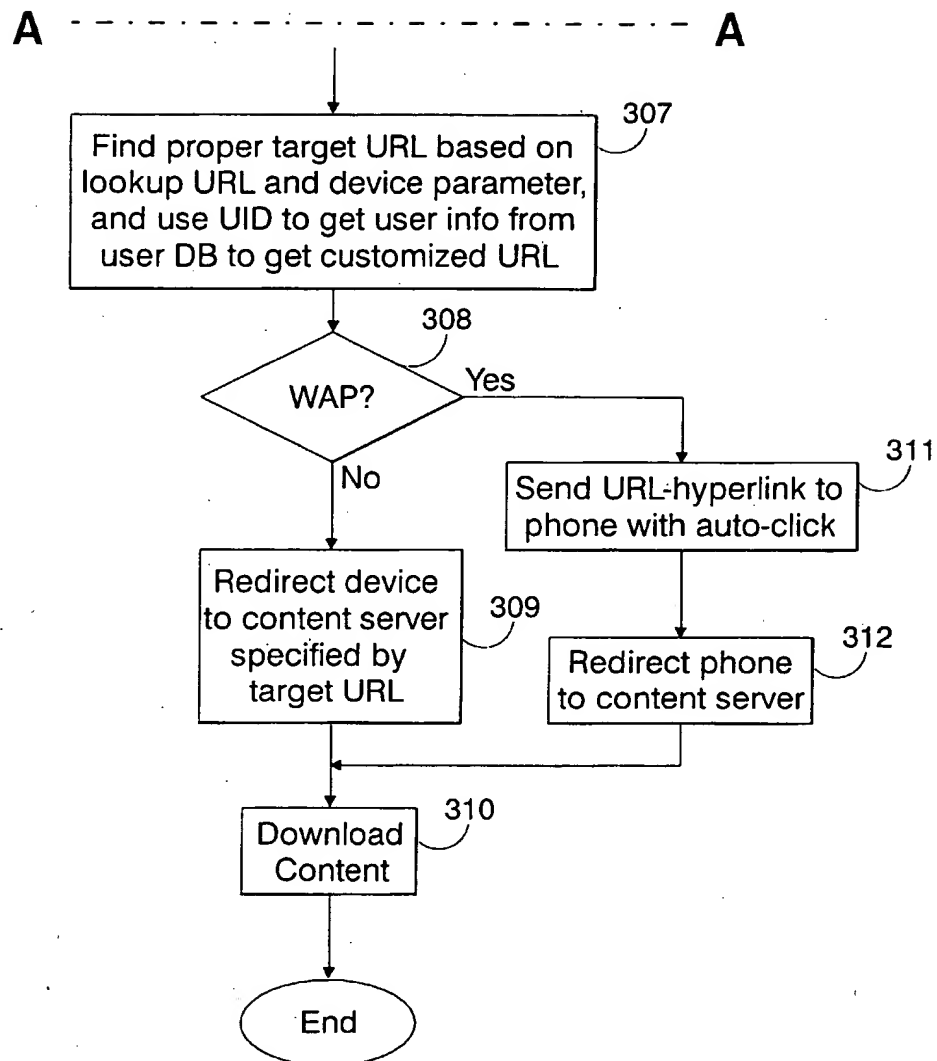 A A
307
Find proper target URL based on
lookup URL and device parameter,
and use UID to get user info from
user DB to get customized URL
308
WAP?
Yes
No
311
Send URL-hyperlink to
phone with auto-click
Redirect device
to content server
specified by
target URL
309
312
Redirect phone
to content server
310
Download
Content
End